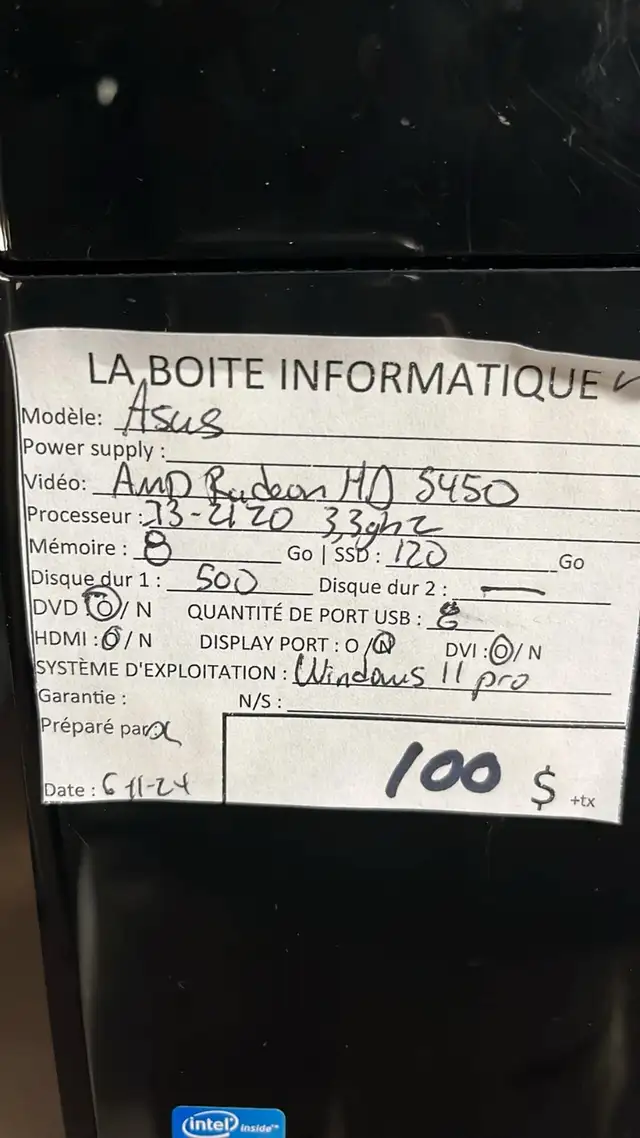 LA BOITE INFORMATIQUE
Modèle: Asus
Power supply :
Vidéo: AMD Radeon HD 5450
Processeur : I3-2120 3,3ghz
Mémoire : 8 Go | SSD : 120 Go
Disque dur 1 : 500 Disque dur 2 : —
DVD : O / N QUANTITÉ DE PORT USB : 8
HDMI : O / N DISPLAY PORT : O / N DVI : O / N
SYSTÈME D'EXPLOITATION : Windows 11 pro
Garantie : N/S :
Préparé par
Date : 6-11-24
100 $ +tx
intel inside™